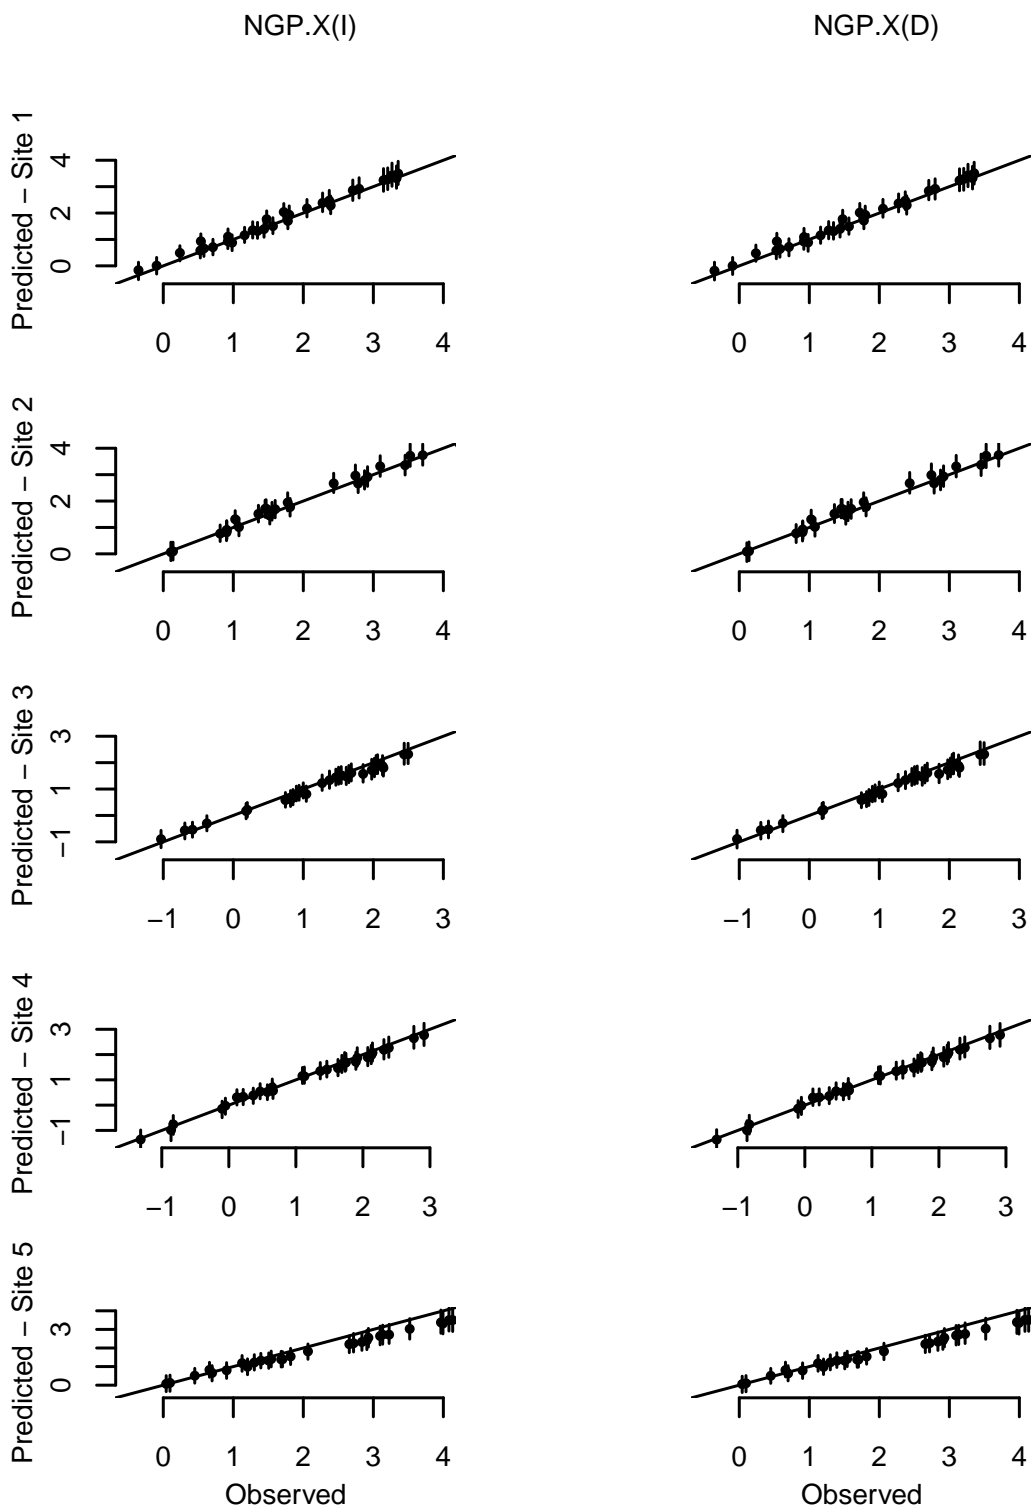 NGP.X(I) NGP.X(D)
Predicted − Site 1
4
2
0
0 1 2 3 4
0 1 2 3 4
Predicted − Site 2
4
2
0
0 1 2 3 4
0 1 2 3 4
Predicted − Site 3
3
1
−1
−1 0 1 2 3
−1 0 1 2 3
Predicted − Site 4
3
1
−1
−1 0 1 2 3
−1 0 1 2 3
Predicted − Site 5
3
0
0 1 2 3 4
0 1 2 3 4
Observed Observed